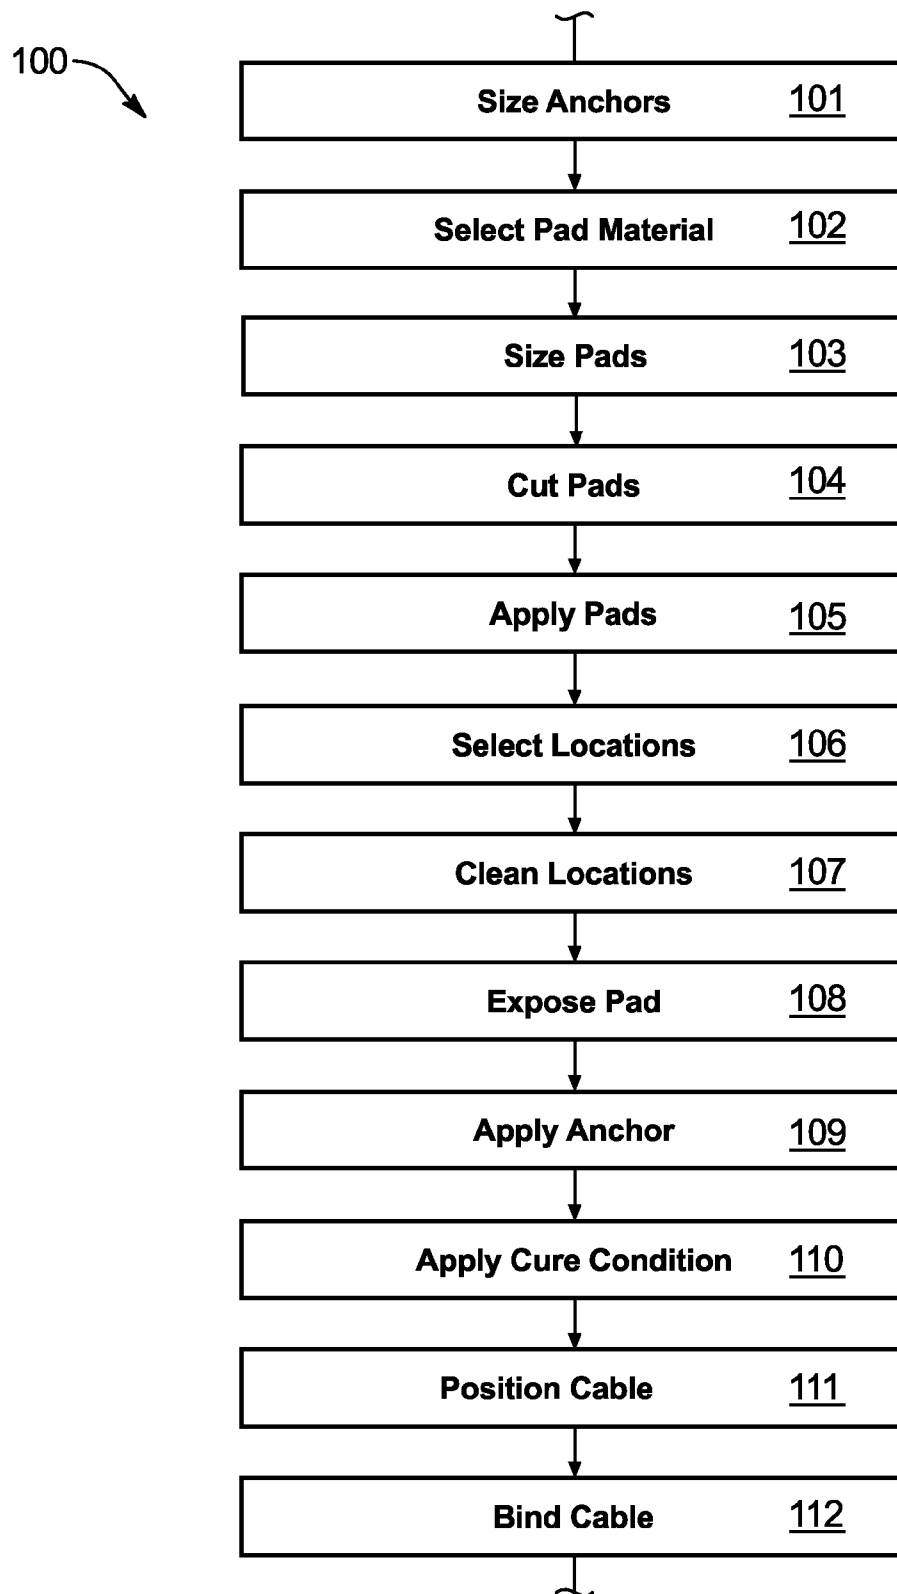 100
Size Anchors 101
Select Pad Material 102
Size Pads 103
Cut Pads 104
Apply Pads 105
Select Locations 106
Clean Locations 107
Expose Pad 108
Apply Anchor 109
Apply Cure Condition 110
Position Cable 111
Bind Cable 112